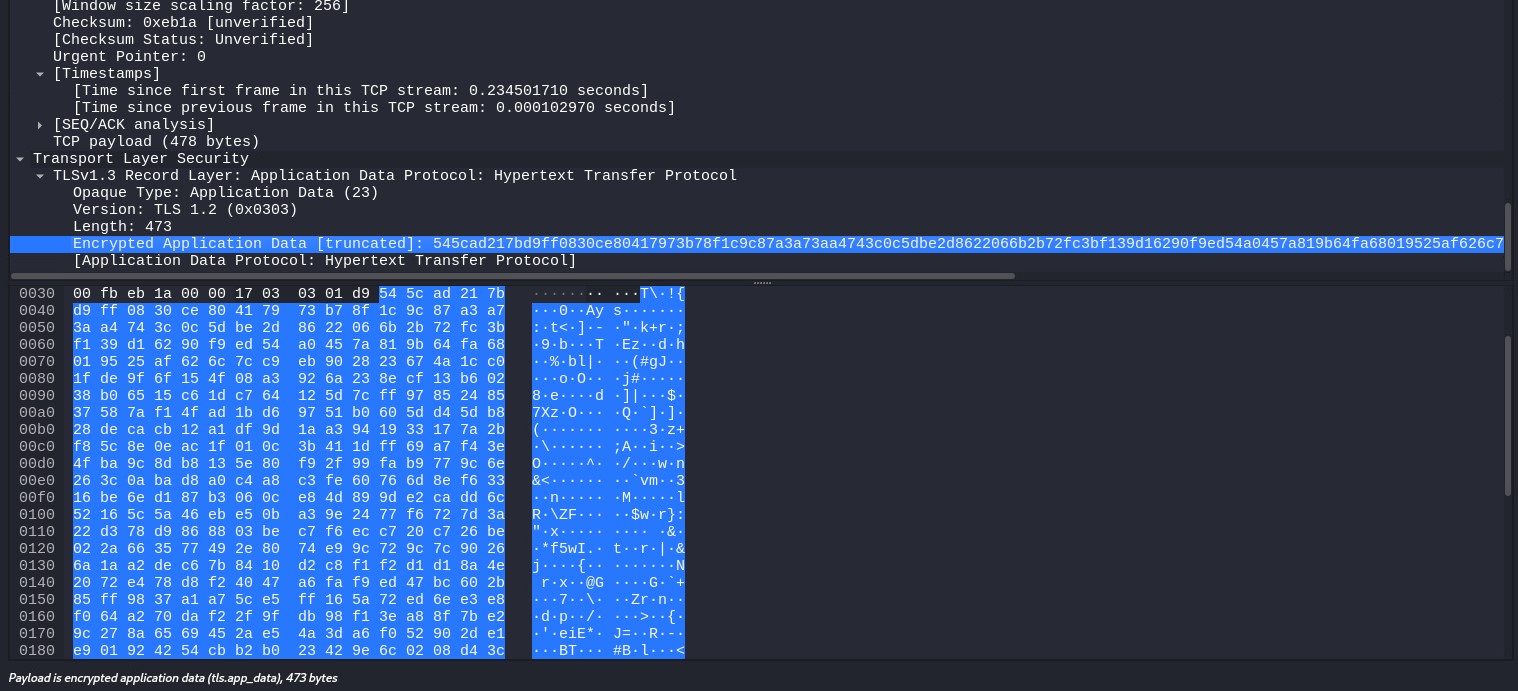 [Window size scaling factor: 256]
Checksum: 0xeb1a [unverified]
[Checksum Status: Unverified]
Urgent Pointer: 0
[Timestamps]
[Time since first frame in this TCP stream: 0.234501710 seconds]
[Time since previous frame in this TCP stream: 0.000102970 seconds]
[SEQ/ACK analysis]
TCP payload (478 bytes)
Transport Layer Security
TLSv1.3 Record Layer: Application Data Protocol: Hypertext Transfer Protocol
Opaque Type: Application Data (23)
Version: TLS 1.2 (0x0303)
Length: 473
Encrypted Application Data [truncated]: 545cad217bd9ff0830ce80417973b78f1c9c87a3a73aa4743c0c5dbe2d8622066b2b72fc3bf139d16290f9ed54a0457a819b64fa68019525af626c7
[Application Data Protocol: Hypertext Transfer Protocol]
0030 00 fb eb 1a 00 00 17 03 03 01 d9 54 5c ad 21 7b ········ ···T\·!{
0040 d9 ff 08 30 ce 80 41 79 73 b7 8f 1c 9c 87 a3 a7 ···0··Ay s·······
0050 3a a4 74 3c 0c 5d be 2d 86 22 06 6b 2b 72 fc 3b :·t<·]·- ·"·k+r·;
0060 f1 39 d1 62 90 f9 ed 54 a0 45 7a 81 9b 64 fa 68 ·9·b···T ·Ez··d·h
0070 01 95 25 af 62 6c 7c c9 eb 90 28 23 67 4a 1c c0 ··%·bl|· ··(#gJ··
0080 1f de 9f 6f 15 4f 08 a3 92 6a 23 8e cf 13 b6 02 ···o·O·· ·j#·····
0090 38 b0 65 15 c6 1d c7 64 12 5d 7c ff 97 85 24 85 8·e····d ·]|···$·
00a0 37 58 7a f1 4f ad 1b d6 97 51 b0 60 5d d4 5d b8 7Xz·O··· ·Q·`]·]·
00b0 28 de ca cb 12 a1 df 9d 1a a3 94 19 33 17 7a 2b (······· ····3·z+
00c0 f8 5c 8e 0e ac 1f 01 0c 3b 41 1d ff 69 a7 f4 3e ·\······ ;A··i··>
00d0 4f ba 9c 8d b8 13 5e 80 f9 2f 99 fa b9 77 9c 6e O·····^· ·/···w·n
00e0 26 3c 0a ba d8 a0 c4 a8 c3 fe 60 76 6d 8e f6 33 &<······ ··`vm··3
00f0 16 be 6e d1 87 b3 06 0c e8 4d 89 9d e2 ca dd 6c ··n····· ·M·····l
0100 52 16 5c 5a 46 eb e5 0b a3 9e 24 77 f6 72 7d 3a R·\ZF··· ··$w·r}:
0110 22 d3 78 d9 86 88 03 be c7 f6 ec c7 20 c7 26 be "·x····· ···· ·&·
0120 02 2a 66 35 77 49 2e 80 74 e9 9c 72 9c 7c 90 26 ·*f5wI.· t··r·|·&
0130 6a 1a a2 de c6 7b 84 10 d2 c8 f1 f2 d1 d1 d8 4e j····{·· ·······N
0140 20 72 e4 78 d8 f2 40 47 a6 fa f9 ed 47 bc 60 2b  r·x··@G ····G·`+
0150 85 ff 98 37 a1 a7 5c e5 ff 16 5a 72 ed 6e e3 e8 ···7··\· ··Zr·n··
0160 f0 64 a2 70 da f2 2f 9f db 98 f1 3e a8 8f 7b e2 ·d·p··/· ···>··{·
0170 9c 27 8a 65 69 45 2a e5 4a 3d a6 f0 52 90 2d e1 ·'·eiE*· J=··R·-·
0180 e9 01 92 42 54 cb b2 b0 23 42 9e 6c 02 08 d4 3c ···BT··· #B·l···<
Payload is encrypted application data (tls.app_data), 473 bytes